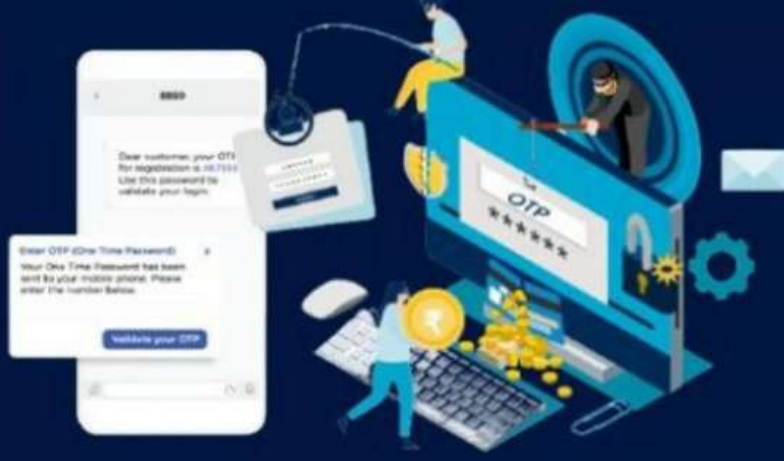 Dear customer, your OTP
for registration is
Use this password to
validate your login.
Enter OTP (One Time Password)
Your One Time Password has been
sent to your mobile phone. Please
enter the number below.
Validate your OTP
OTP
******